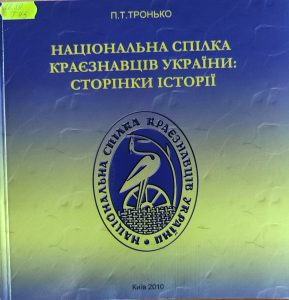 П.Т.ТРОНЬКО
НАЦІОНАЛЬНА СПІЛКА
КРАЄЗНАВЦІВ УКРАЇНИ:
СТОРІНКИ ІСТОРІЇ
НАЦІОНАЛЬНА СПІЛКА КРАЄЗНАВЦІВ УКРАЇНИ
Київ 2010